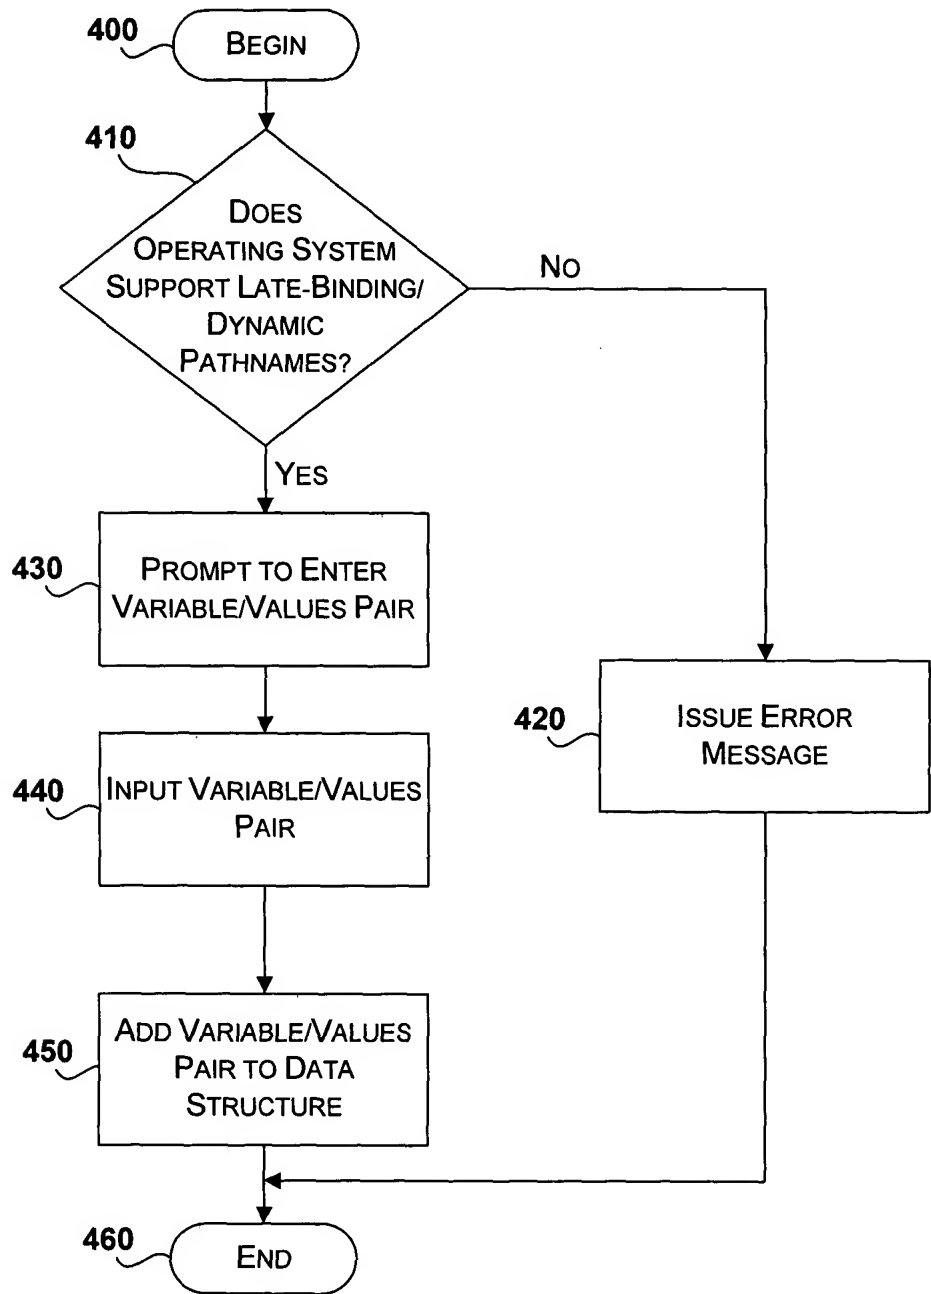 400
BEGIN
410
DOES
OPERATING SYSTEM
SUPPORT LATE-BINDING/
DYNAMIC
PATHNAMES?
NO
YES
430
PROMPT TO ENTER
VARIABLE/VALUES PAIR
420
ISSUE ERROR
MESSAGE
440
INPUT VARIABLE/VALUES
PAIR
450
ADD VARIABLE/VALUES
PAIR TO DATA
STRUCTURE
460
END